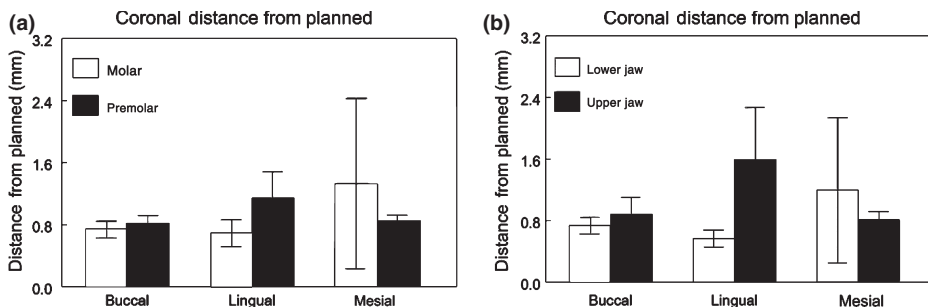 (a)
Coronal distance from planned
Distance from planned (mm)
3.2
2.4
1.6
0.8
0.0
Molar
Premolar
Buccal Lingual Mesial
(b)
Coronal distance from planned
Distance from planned (mm)
3.2
2.4
1.6
0.8
0.0
Lower jaw
Upper jaw
Buccal Lingual Mesial